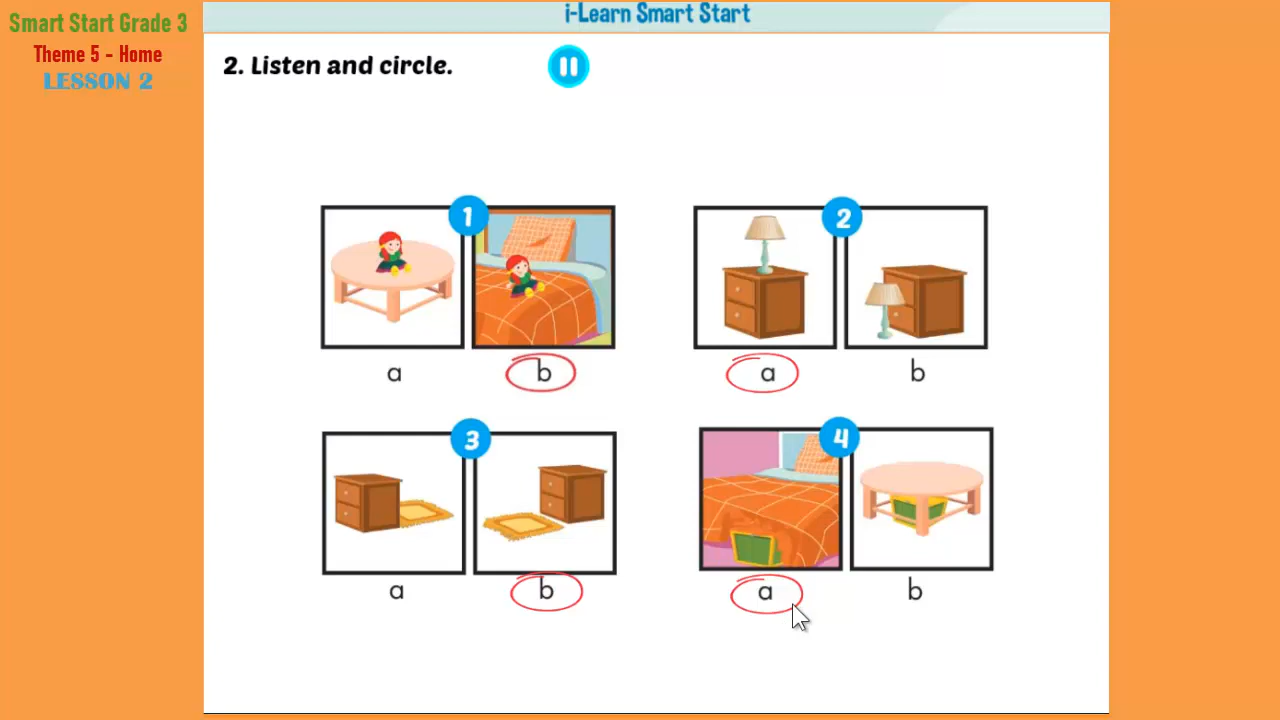 Smart Start Grade 3
Theme 5 - Home
LESSON 2
i-Learn Smart Start
2. Listen and circle.
1
a
b
2
a
b
3
a
b
4
a
b